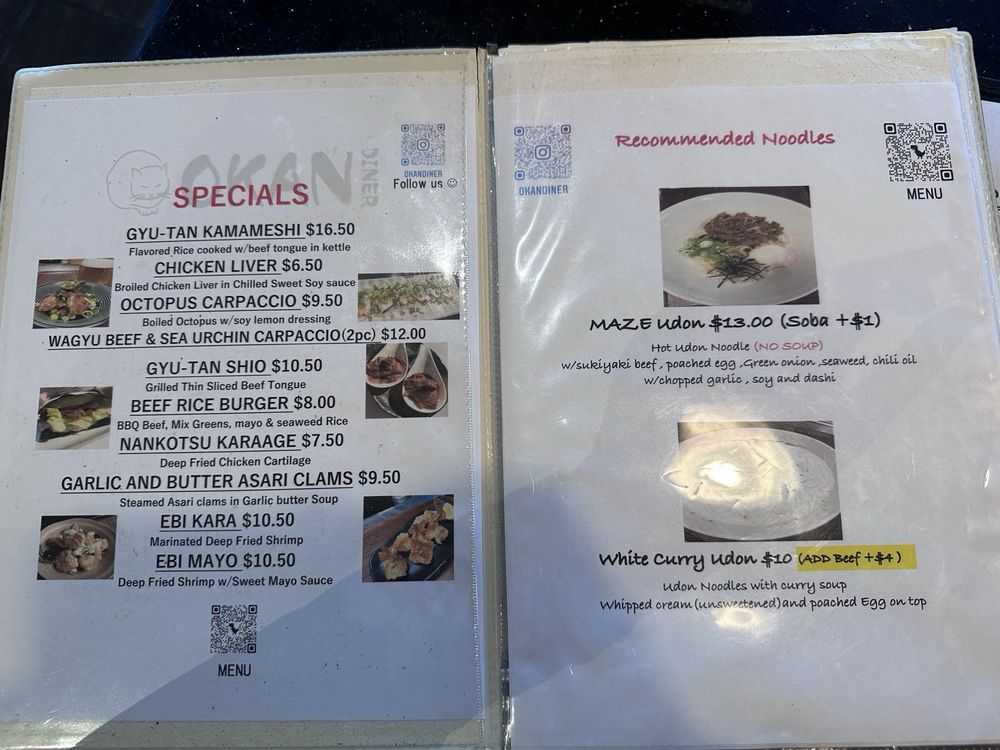 OKAN
DINER
OKANDINER
Follow us
SPECIALS
GYU-TAN KAMAMESHI $16.50
Flavored Rice cooked w/beef tongue in kettle
CHICKEN LIVER $6.50
Broiled Chicken Liver in Chilled Sweet Soy sauce
OCTOPUS CARPACCIO $9.50
Boiled Octopus w/soy lemon dressing
WAGYU BEEF & SEA URCHIN CARPACCIO(2pc) $12.00
GYU-TAN SHIO $10.50
Grilled Thin Sliced Beef Tongue
BEEF RICE BURGER $8.00
BBQ Beef, Mix Greens, mayo & seaweed Rice
NANKOTSU KARAAGE $7.50
Deep Fried Chicken Cartilage
GARLIC AND BUTTER ASARI CLAMS $9.50
Steamed Asari clams in Garlic butter Soup
EBI KARA $10.50
Marinated Deep Fried Shrimp
EBI MAYO $10.50
Deep Fried Shrimp w/Sweet Mayo Sauce
MENU
OKANDINER
Recommended Noodles
MENU
MAZE Udon $13.00 (Soba +$1)
Hot Udon Noodle (NO SOUP)
w/sukiyaki beef , poached egg ,Green onion ,seaweed, chili oil
w/chopped garlic , soy and dashi
White Curry Udon $10 (ADD Beef +$4 )
Udon Noodles with curry soup
Whipped cream (unsweetened) and poached Egg on top